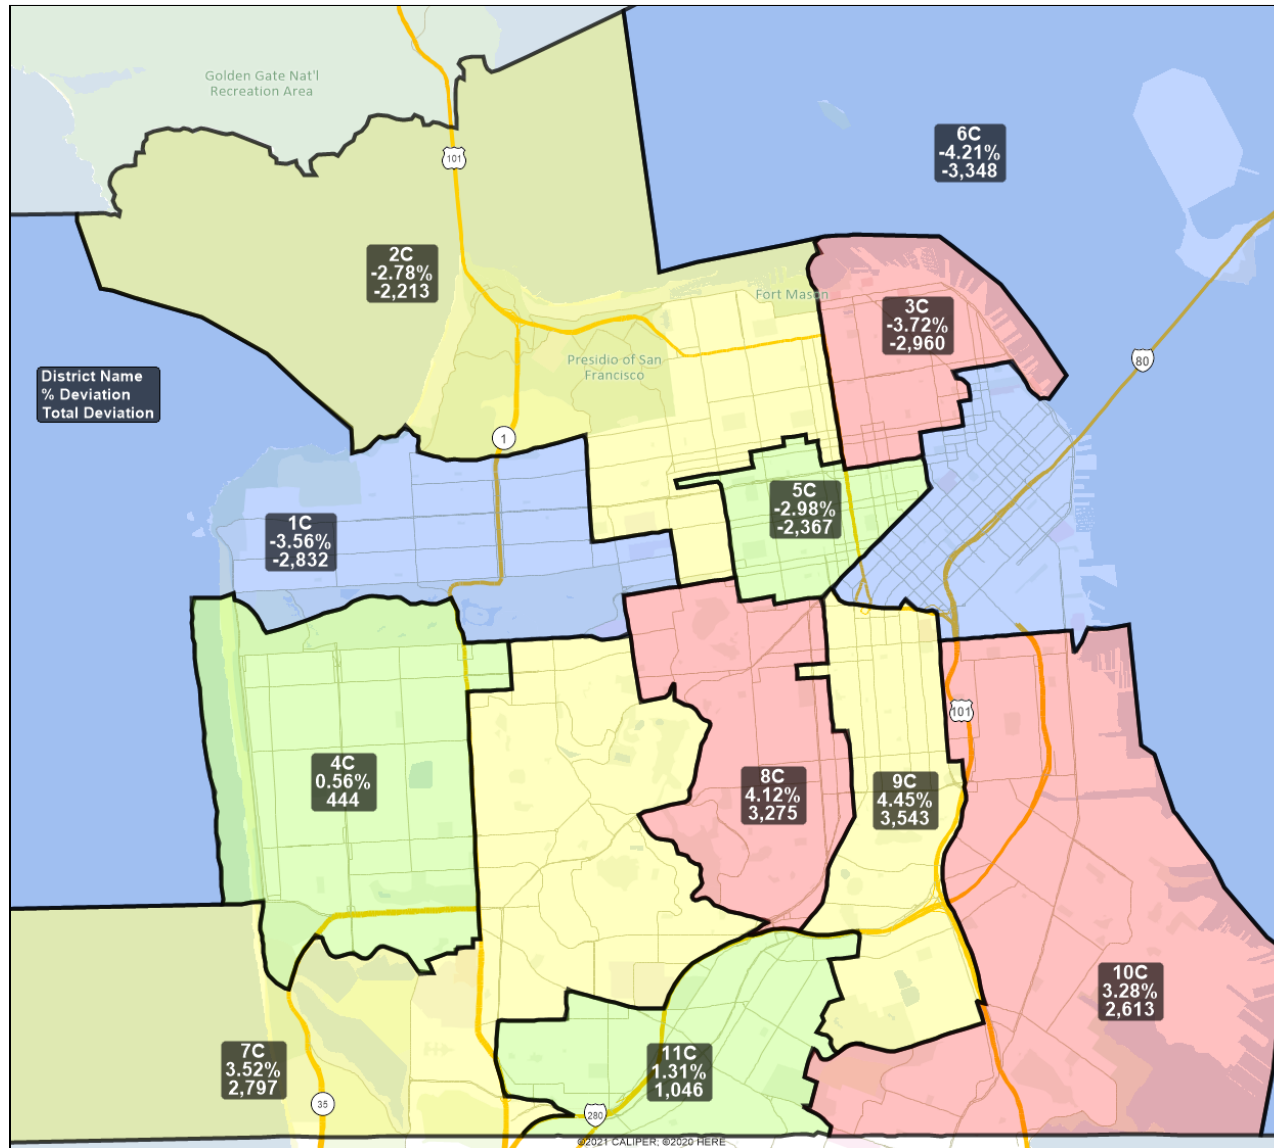 Golden Gate Nat'l
Recreation Area
6C
-4.21%
-3,348
101
2C
-2.78%
-2,213
Fort Mason
3C
-3.72%
-2,960
Presidio of San
Francisco
80
District Name
% Deviation
Total Deviation
1
5C
-2.98%
-2,367
1C
-3.56%
-2,832
101
4C
0.56%
444
8C
4.12%
3,275
9C
4.45%
3,543
10C
3.28%
2,613
7C
3.52%
2,797
11C
1.31%
1,046
35
280
©2021 CALIPER; ©2020 HERE